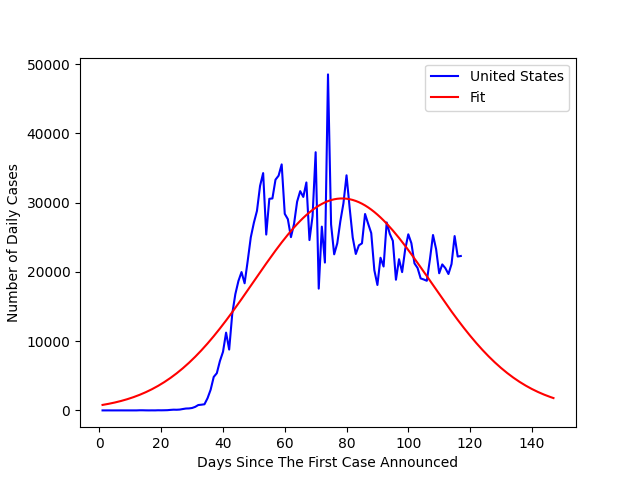 50000
40000
30000
20000
10000
0
Number of Daily Cases
United States
Fit
0 20 40 60 80 100 120 140
Days Since The First Case Announced